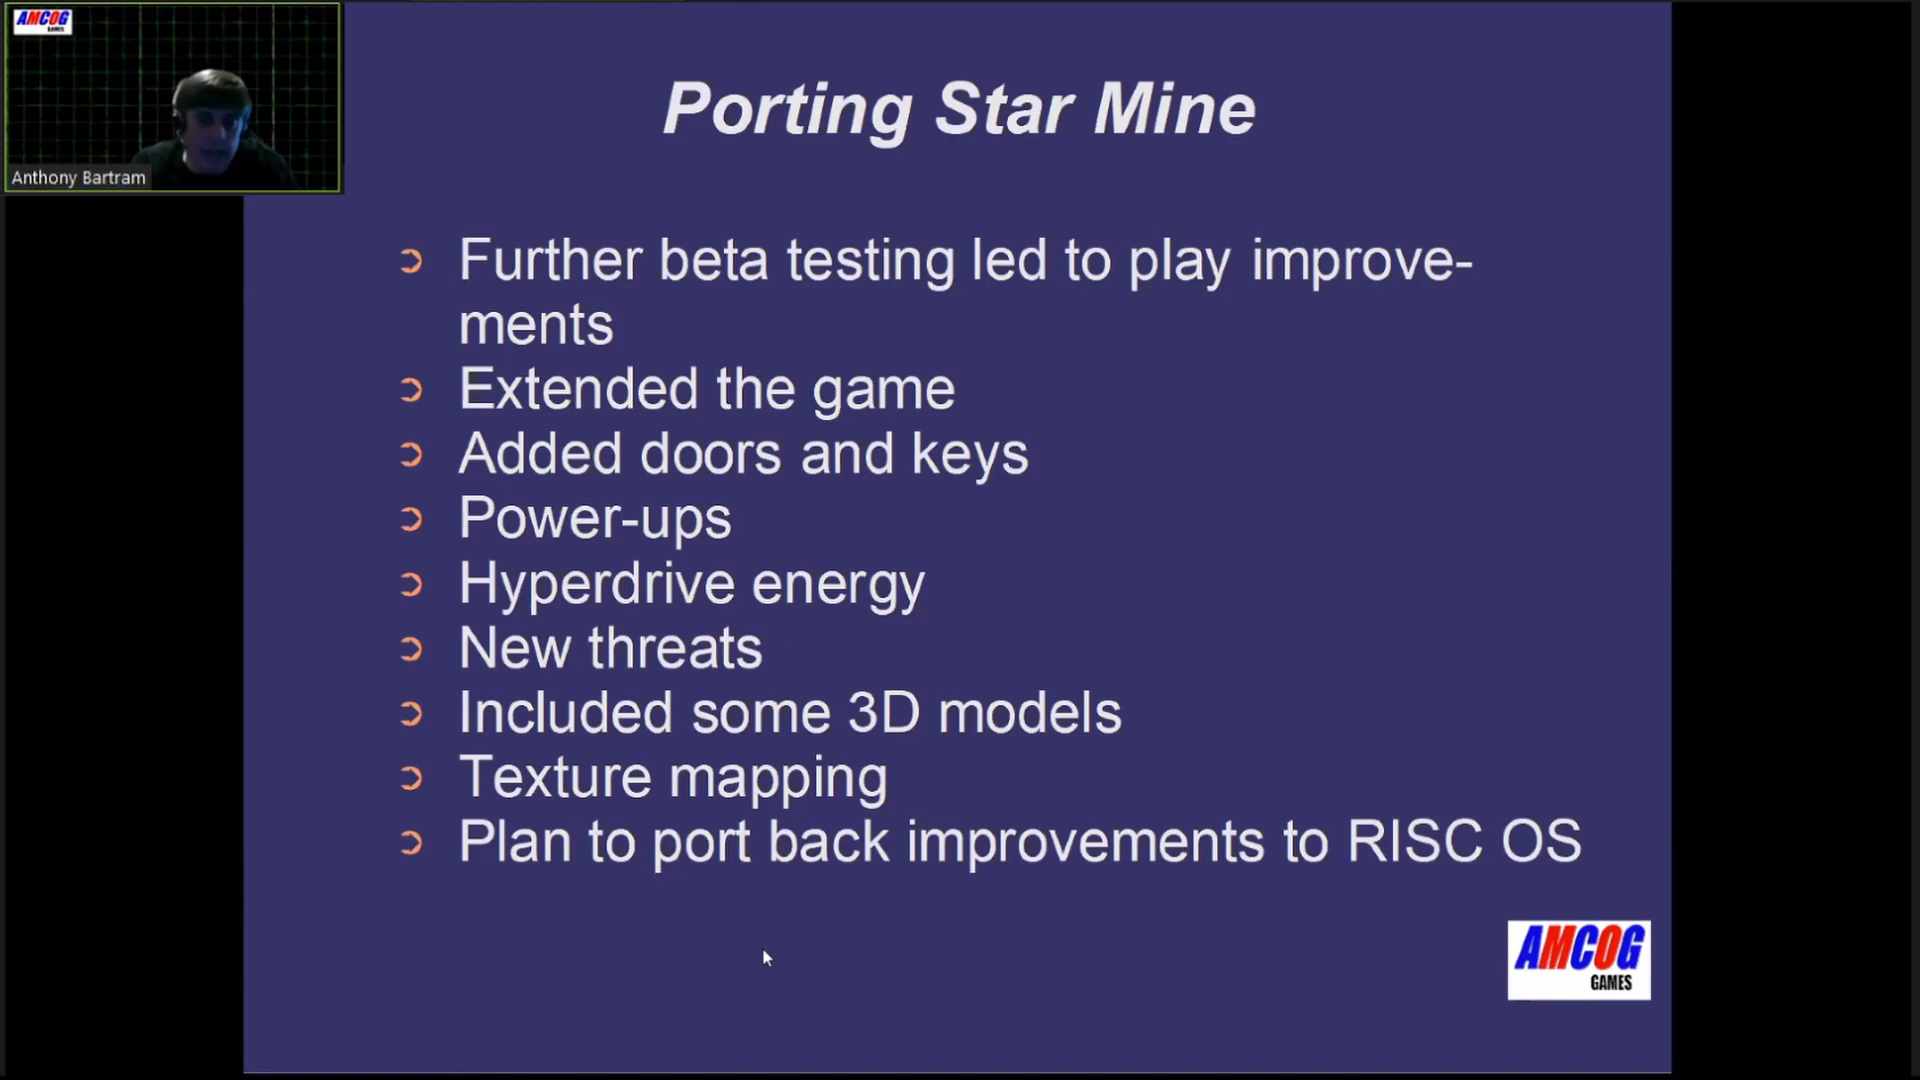 AMCOG
GAMES
Anthony Bartram
Porting Star Mine
Further beta testing led to play improve-
ments
Extended the game
Added doors and keys
Power-ups
Hyperdrive energy
New threats
Included some 3D models
Texture mapping
Plan to port back improvements to RISC OS
AMCOG
GAMES